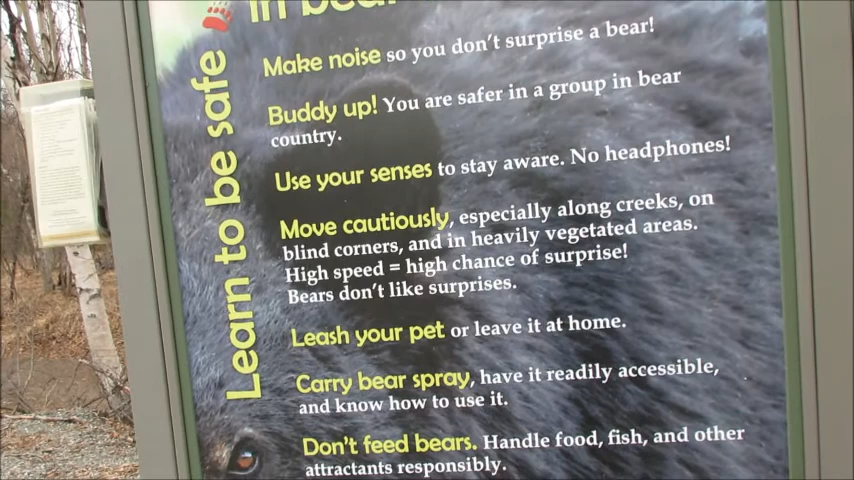 in bear
Learn to be safe
Make noise so you don't surprise a bear!
Buddy up! You are safer in a group in bear
country.
Use your senses to stay aware. No headphones!
Move cautiously, especially along creeks, on
blind corners, and in heavily vegetated areas.
High speed = high chance of surprise!
Bears don't like surprises.
Leash your pet or leave it at home.
Carry bear spray, have it readily accessible,
and know how to use it.
Don't feed bears. Handle food, fish, and other
attractants responsibly.